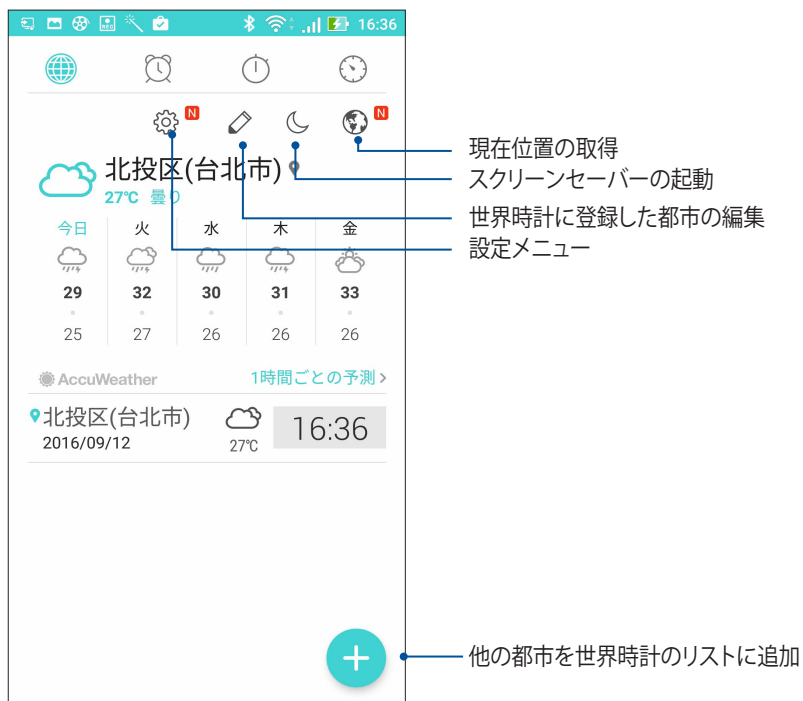 REC
16:36
N
N
現在位置の取得
スクリーンセーバーの起動
世界時計に登録した都市の編集
設定メニュー
北投区(台北市)
27℃ 曇り
今日 火 水 木 金
29 32 30 31 33
25 27 26 26 26
AccuWeather 1時間ごとの予測 >
北投区(台北市)
2016/09/12
27℃
16:36
他の都市を世界時計のリストに追加